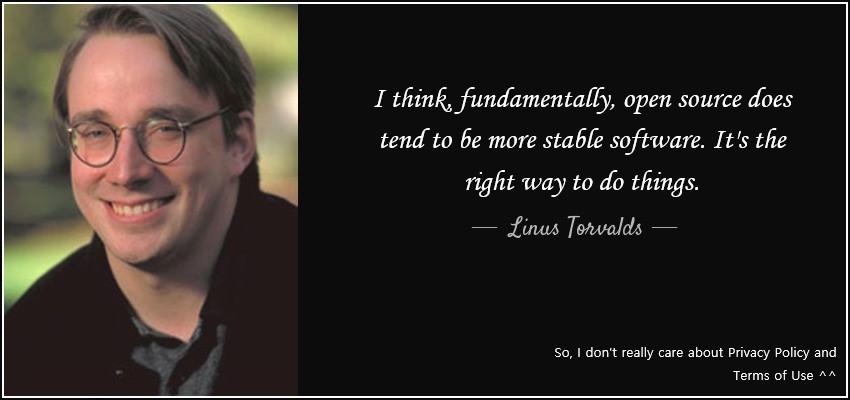 I think, fundamentally, open source does
tend to be more stable software. It's the
right way to do things.
— Linus Torvalds —
So, I don't really care about Privacy Policy and
Terms of Use ^^